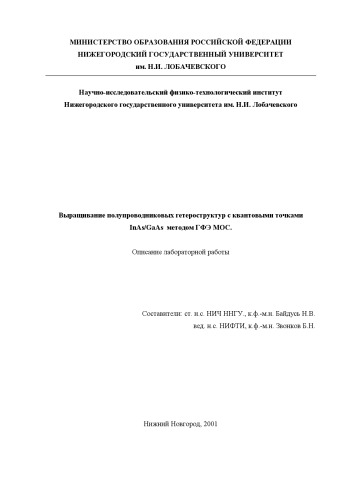 МИНИСТЕРСТВО ОБРАЗОВАНИЯ РОССИЙСКОЙ ФЕДЕРАЦИИ
НИЖЕГОРОДСКИЙ ГОСУДАРСТВЕННЫЙ УНИВЕРСИТЕТ
им. Н.И. ЛОБАЧЕВСКОГО
Научно-исследовательский физико-технологический институт
Нижегородского государственного университета им. Н.И. Лобачевского
Выращивание полупроводниковых гетероструктур с квантовыми точками
InAs/GaAs методом ГФЭ МОС.
Описание лабораторной работы
Составители: ст. н.с. НИЧ ННГУ., к.ф.-м.н. Байдусь Н.В.
вед. н.с. НИФТИ, к.ф.-м.н. Звонков Б.Н.
Нижний Новгород, 2001